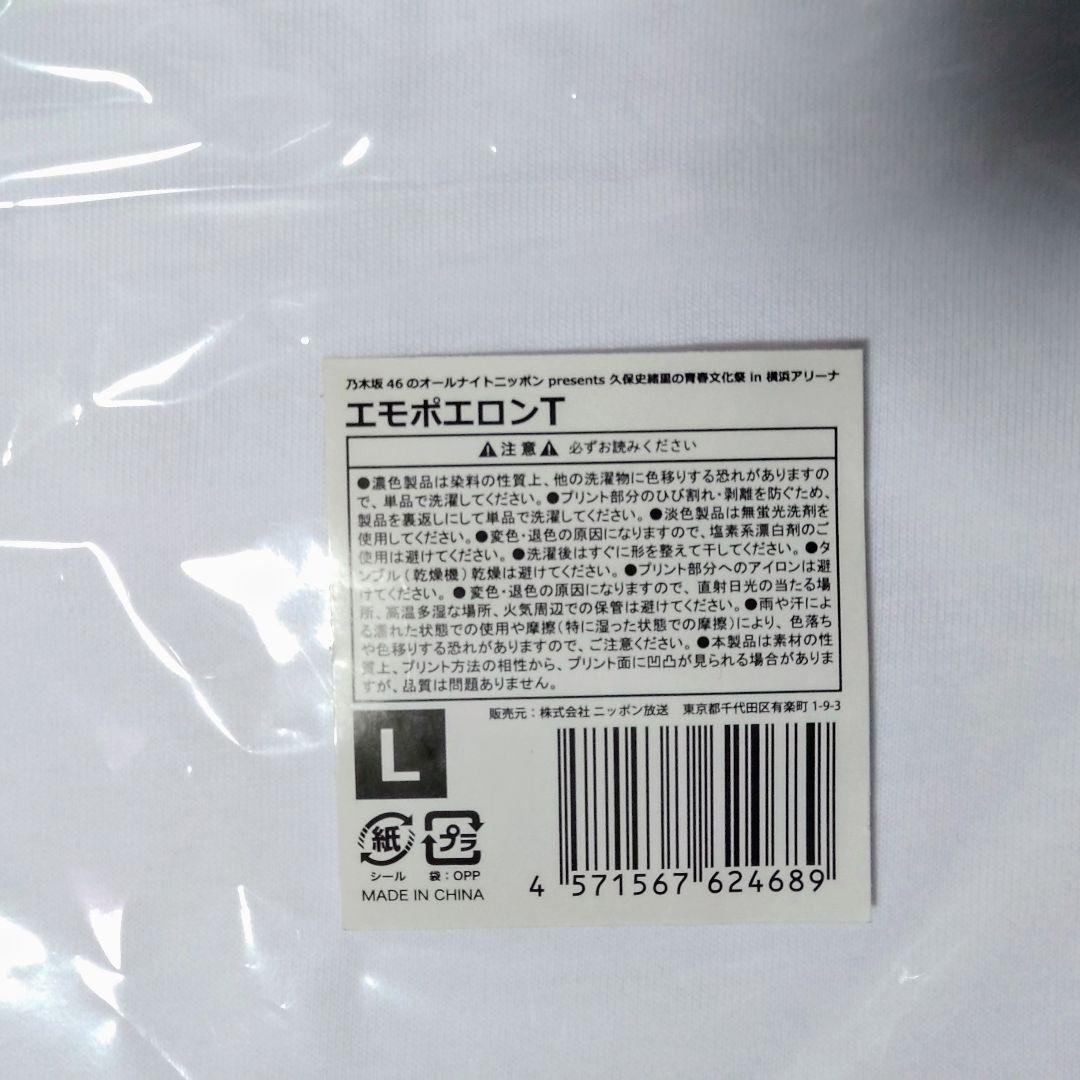 乃木坂 46 のオールナイトニッポン presents 久保史緒里の青春文化祭 in 横浜アリーナ
エモポエロンT
注意 必ずお読みください
●濃色製品は染料の性質上、他の洗濯物に色移りする恐れがありますの
で、単品で洗濯してください。●プリント部分のひび割れ・剥離を防ぐため、
製品を裏返しにして単品で洗濯してください。●淡色製品は無蛍光洗剤を
使用してください。●変色・退色の原因になりますので、塩素系漂白剤のご
使用は避けてください。●洗濯後はすぐに形を整えて干してください。●タ
ンブル(乾燥機)乾燥は避けてください。●プリント部分へのアイロンは避
けてください。●変色・退色の原因になりますので、直射日光の当たる場
所、高温多湿な場所、火気周辺での保管は避けてください。●雨や汗によ
る濡れた状態での使用や摩擦(特に湿った状態での摩擦)により、色落ち
や色移りする恐れがありますので、ご注意ください。●本製品は素材の性
質上、プリント方法の相性から、プリント面に凹凸が見られる場合がありま
すが、品質は問題ありません。
販売元：株式会社ニッポン放送 東京都千代田区有楽町 1-9-3
L
紙 プラ
シール 袋：OPP
MADE IN CHINA
4 571567 624689